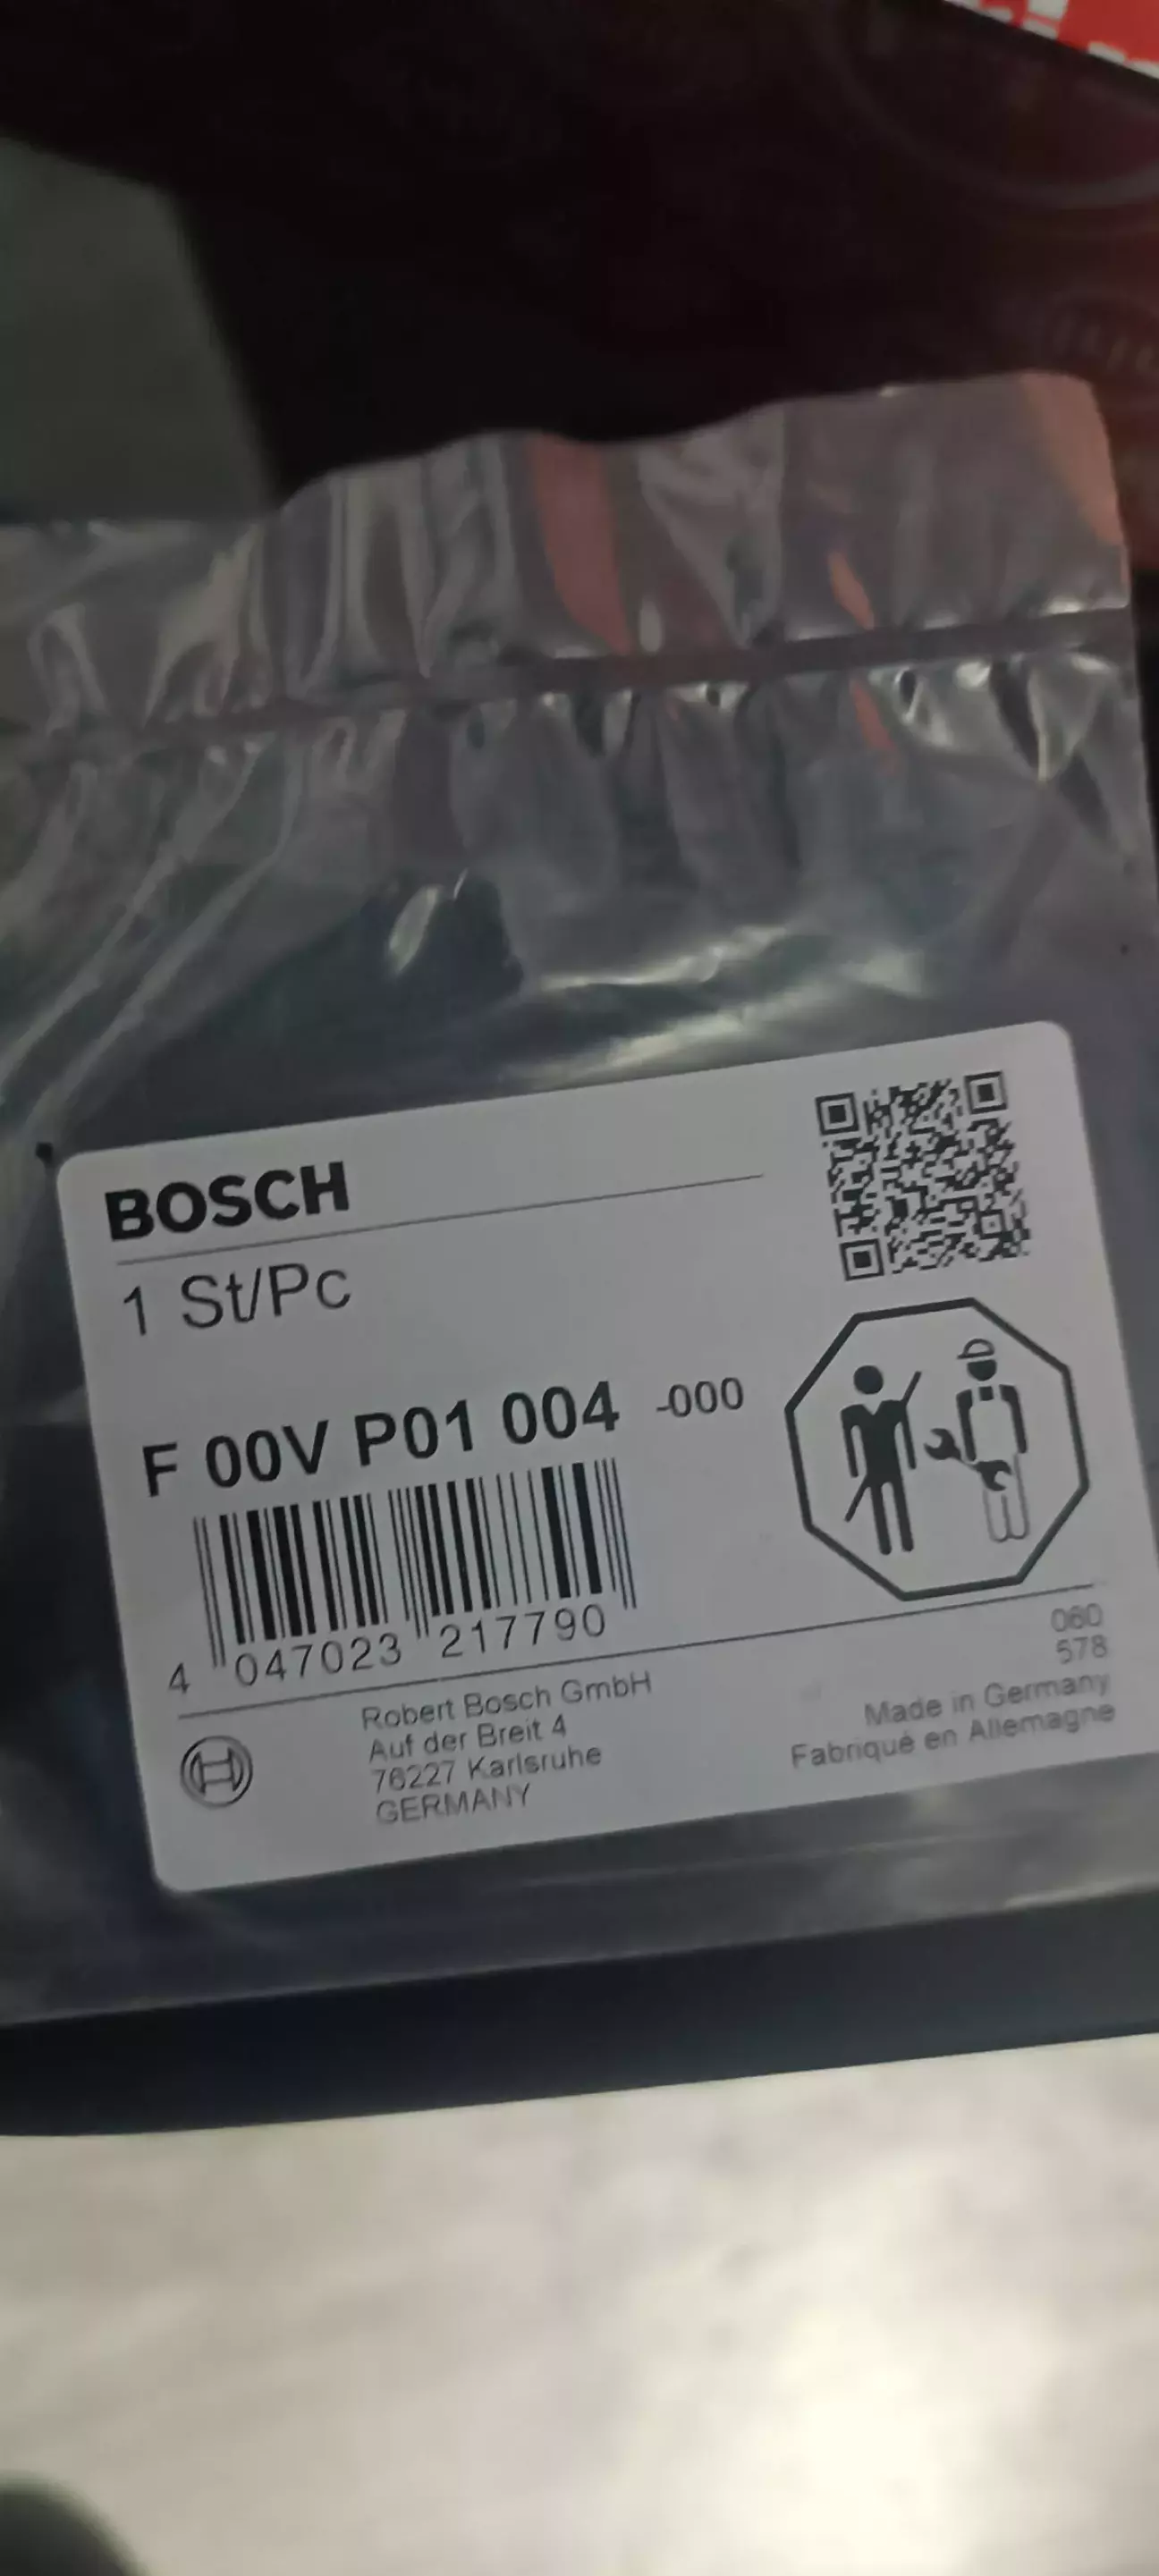 BOSCH
1 St/Pc
F 00V P01 004 -000
4 047023 217790
060
578
Robert Bosch GmbH
Auf der Breit 4
76227 Karlsruhe
GERMANY
Made in Germany
Fabriqué en Allemagne